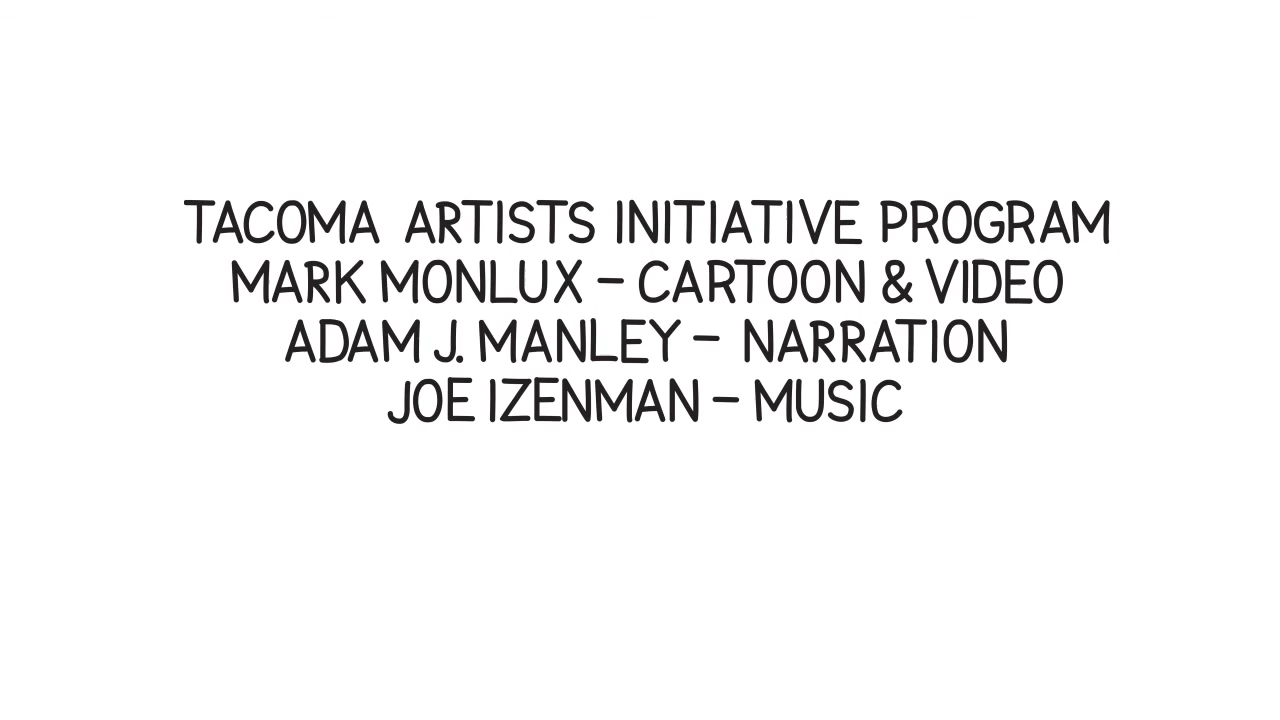 TACOMA ARTISTS INITIATIVE PROGRAM
MARK MONLUX – CARTOON & VIDEO
ADAM J. MANLEY – NARRATION
JOE IZENMAN – MUSIC